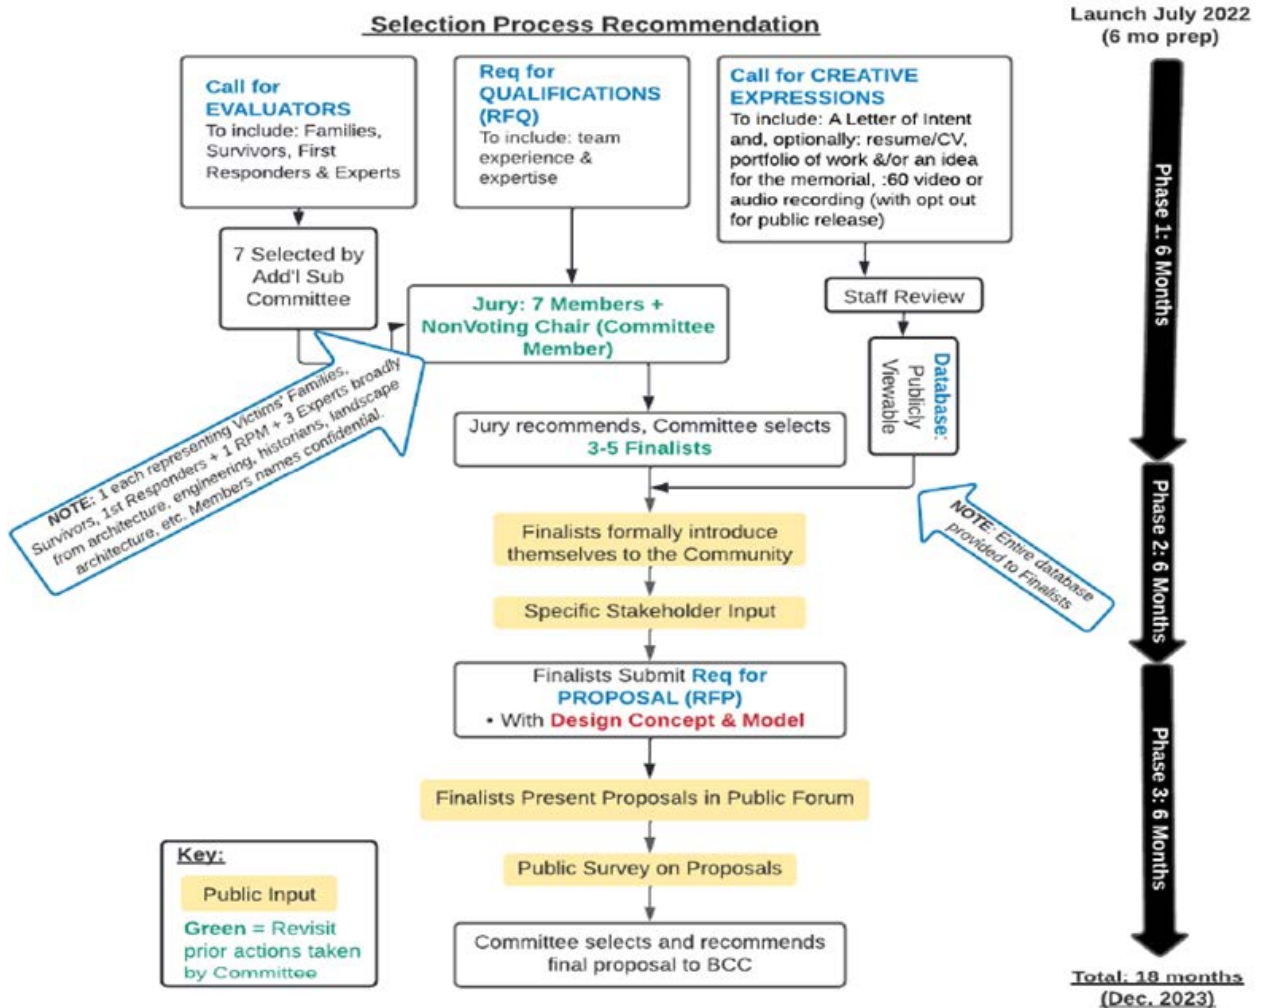 Selection Process Recommendation
Launch July 2022
(6 mo prep)
Call for
EVALUATORS
To include: Families,
Survivors, First
Responders & Experts
Req for
QUALIFICATIONS
(RFQ)
To include: team
experience &
expertise
Call for CREATIVE
EXPRESSIONS
To include: A Letter of Intent
and, optionally: resume/CV,
portfolio of work &/or an idea
for the memorial, :60 video or
audio recording (with opt out
for public release)
7 Selected by
Add'l Sub
Committee
Jury: 7 Members +
NonVoting Chair (Committee
Member)
Staff Review
Database:
Publicly
Viewable
NOTE: 1 each representing Victims' Families,
Survivors, 1st Responders + 1 RPM + 3 Experts broadly
from architecture, engineering, historians, landscape
architecture, etc. Members names confidential.
Jury recommends, Committee selects
3-5 Finalists
NOTE: Entire database
provided to Finalists
Finalists formally introduce
themselves to the Community
Specific Stakeholder Input
Finalists Submit Req for
PROPOSAL (RFP)
• With Design Concept & Model
Finalists Present Proposals in Public Forum
Public Survey on Proposals
Committee selects and recommends
final proposal to BCC
Key:
Public Input
Green = Revisit
prior actions taken
by Committee
Phase 1: 6 Months
Phase 2: 6 Months
Phase 3: 6 Months
Total: 18 months
(Dec. 2023)